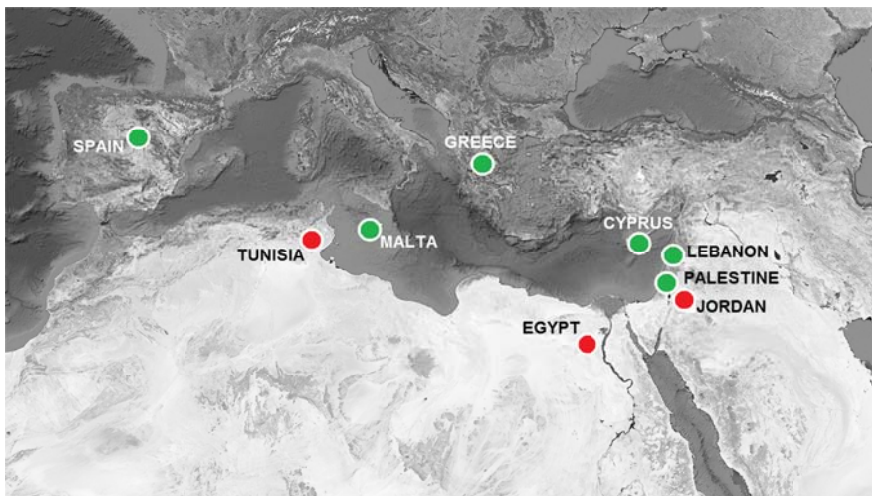 SPAIN
GREECE
CYPRUS
TUNISIA
MALTA
LEBANON
PALESTINE
JORDAN
EGYPT